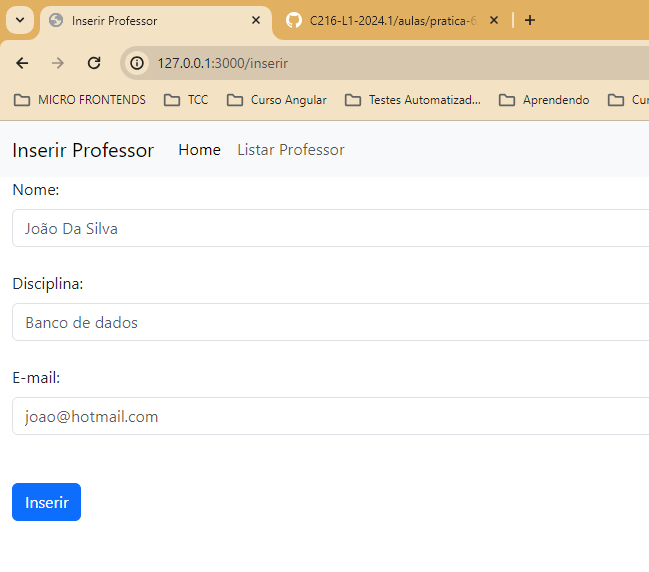 Inserir Professor
C216-L1-2024.1/aulas/pratica-6
127.0.0.1:3000/inserir
MICRO FRONTENDS TCC Curso Angular Testes Automatizad... Aprendendo Cur
Inserir Professor Home Listar Professor
Nome:
João Da Silva
Disciplina:
Banco de dados
E-mail:
joao@hotmail.com
Inserir